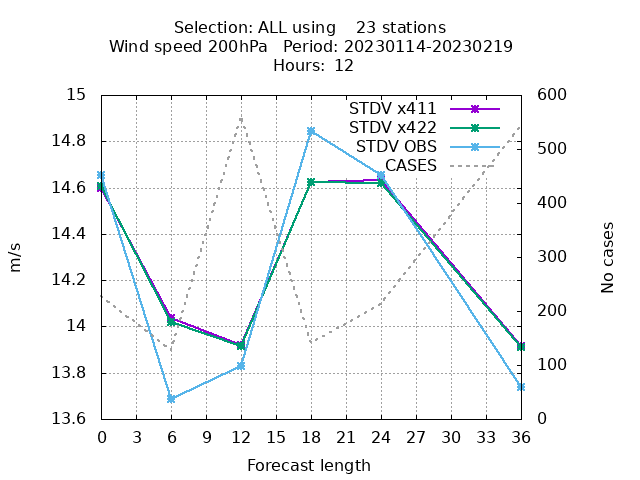 Selection: ALL using    23 stations
Wind speed 200hPa   Period: 20230114-20230219
Hours:  12
15
14.8
14.6
14.4
14.2
14
13.8
13.6
m/s
STDV x411
STDV x422
STDV OBS
CASES
600
500
400
300
200
100
0
No cases
0 3 6 9 12 15 18 21 24 27 30 33 36
Forecast length